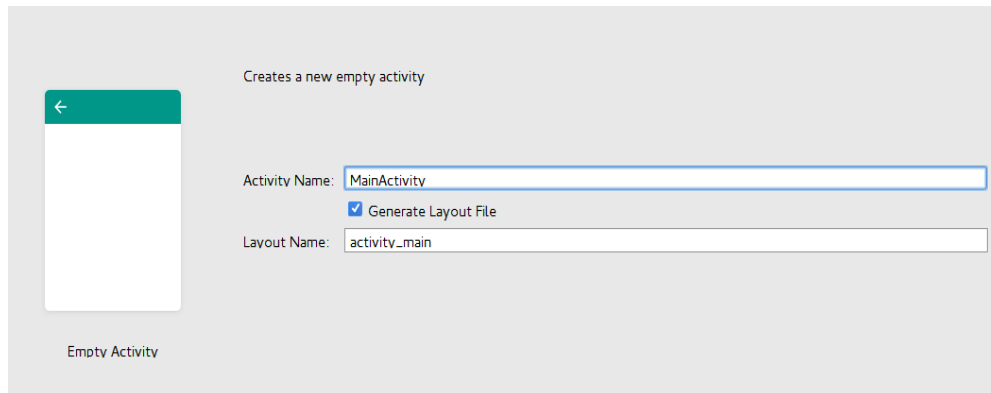 Creates a new empty activity
Activity Name: MainActivity
Generate Layout File
Layout Name: activity_main
Empty Activity